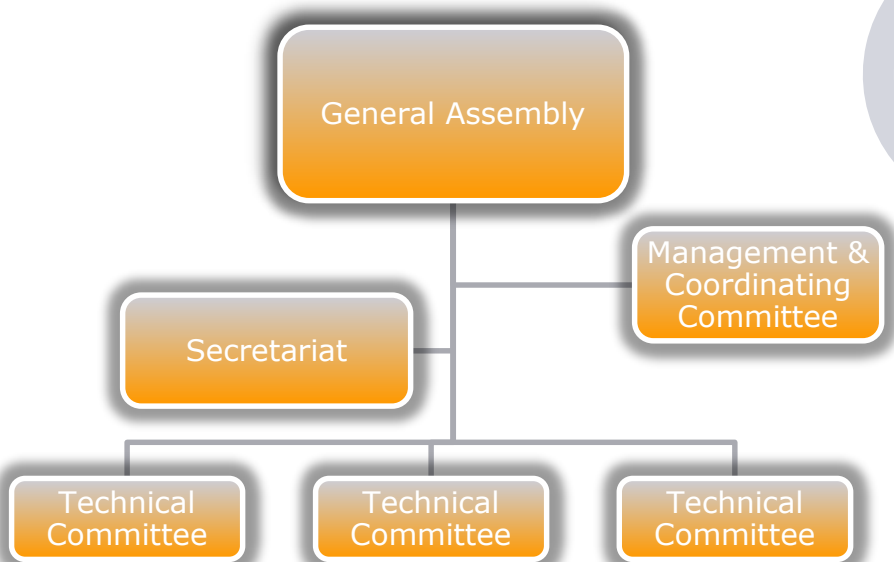 General Assembly
Management &
Coordinating
Committee
Secretariat
Technical
Committee
Technical
Committee
Technical
Committee